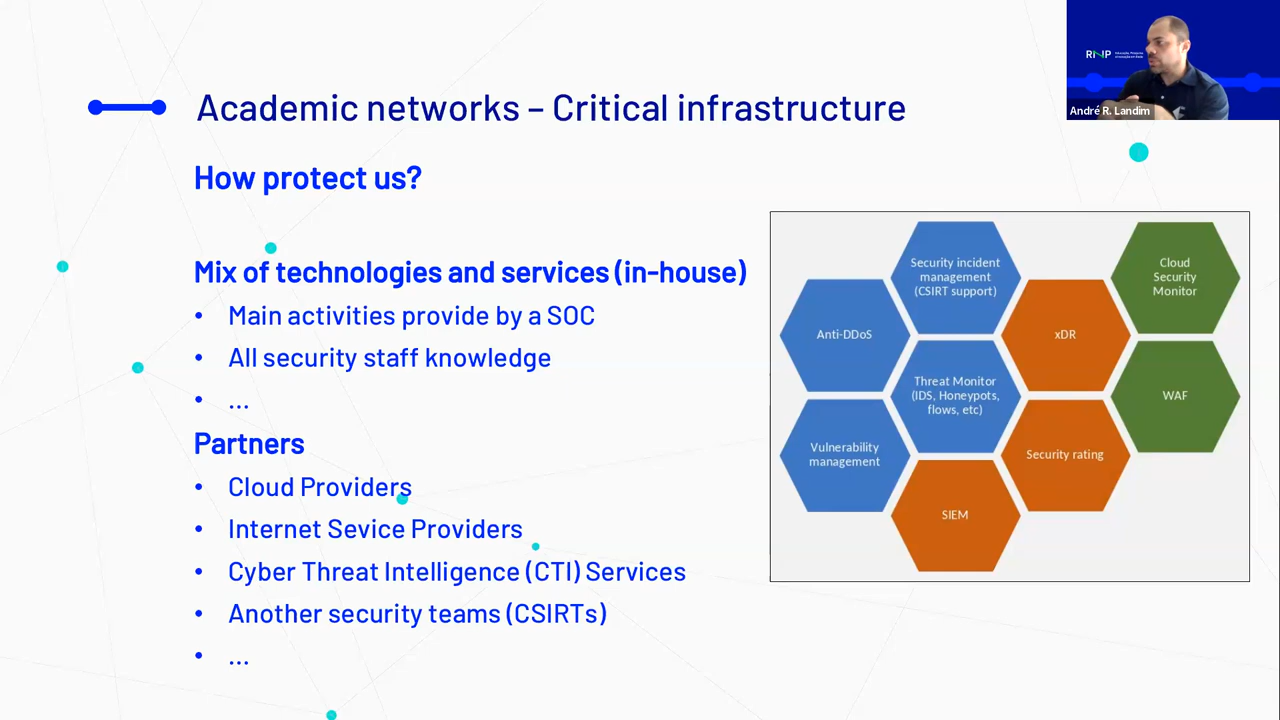 Academic networks – Critical infrastructure
How protect us?
Mix of technologies and services (in-house)
• Main activities provide by a SOC
• All security staff knowledge
• ...
Partners
• Cloud Providers
• Internet Sevice Providers
• Cyber Threat Intelligence (CTI) Services
• Another security teams (CSIRTs)
• ...
Security incident
management
(CSIRT support)
Cloud
Security
Monitor
Anti-DDoS
xDR
Threat Monitor
(IDS, Honeypots,
flows, etc)
WAF
Vulnerability
management
Security rating
SIEM
RNP
André R. Landim